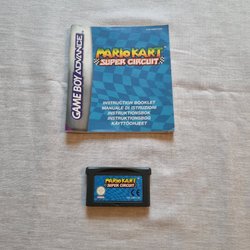 GAME BOY ADVANCE
MARIO KART
SUPER CIRCUIT
INSTRUCTION BOOKLET
MANUALE DI ISTRUZIONI
INSTRUKTIONSBOK
INSTRUKTIONSBOG
KÄYTTÖOHJEET
MARIO KART
SUPER CIRCUIT